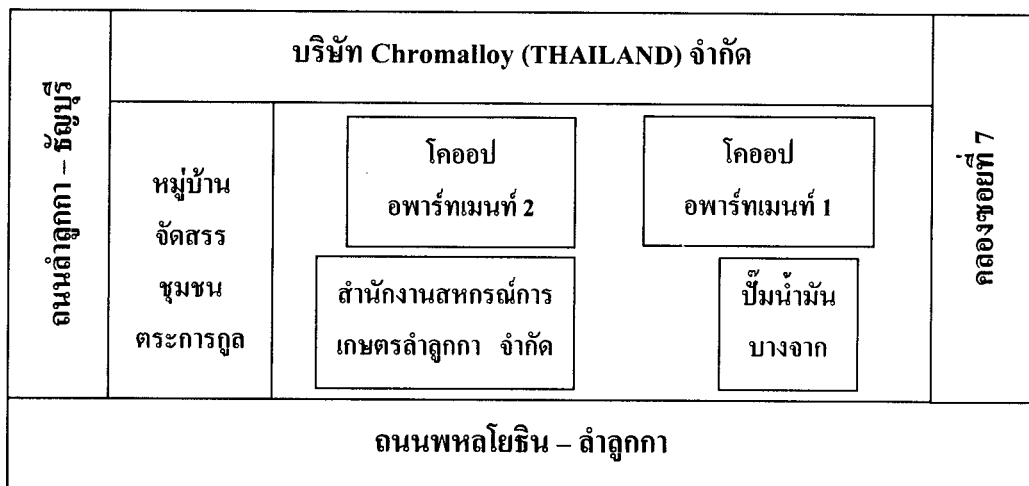 บริษัท Chromalloy (THAILAND) จำกัด
ถนนลำลูกกา – ธัญบุรี
หมู่บ้าน
จัดสรร
ชุมชน
ตระการกูล
โคออป
อพาร์ทเมนท์ 2
โคออป
อพาร์ทเมนท์ 1
สำนักงานสหกรณ์การ
เกษตรลำลูกกา จำกัด
ปั๊มน้ำมัน
บางจาก
คลองซอยที่ 7
ถนนพหลโยธิน – ลำลูกกา